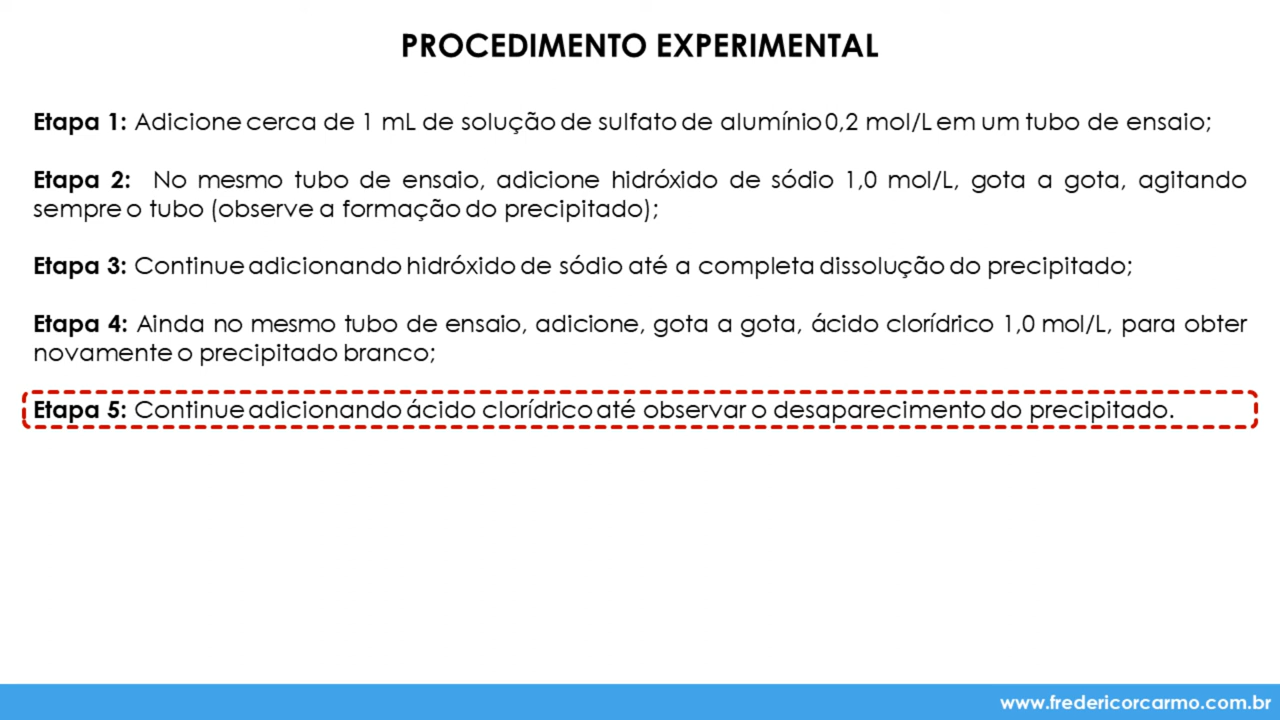 PROCEDIMENTO EXPERIMENTAL
Etapa 1: Adicione cerca de 1 mL de solução de sulfato de alumínio 0,2 mol/L em um tubo de ensaio;
Etapa 2: No mesmo tubo de ensaio, adicione hidróxido de sódio 1,0 mol/L, gota a gota, agitando
sempre o tubo (observe a formação do precipitado);
Etapa 3: Continue adicionando hidróxido de sódio até a completa dissolução do precipitado;
Etapa 4: Ainda no mesmo tubo de ensaio, adicione, gota a gota, ácido clorídrico 1,0 mol/L, para obter
novamente o precipitado branco;
Etapa 5: Continue adicionando ácido clorídrico até observar o desaparecimento do precipitado.
www.fredericorcarmo.com.br